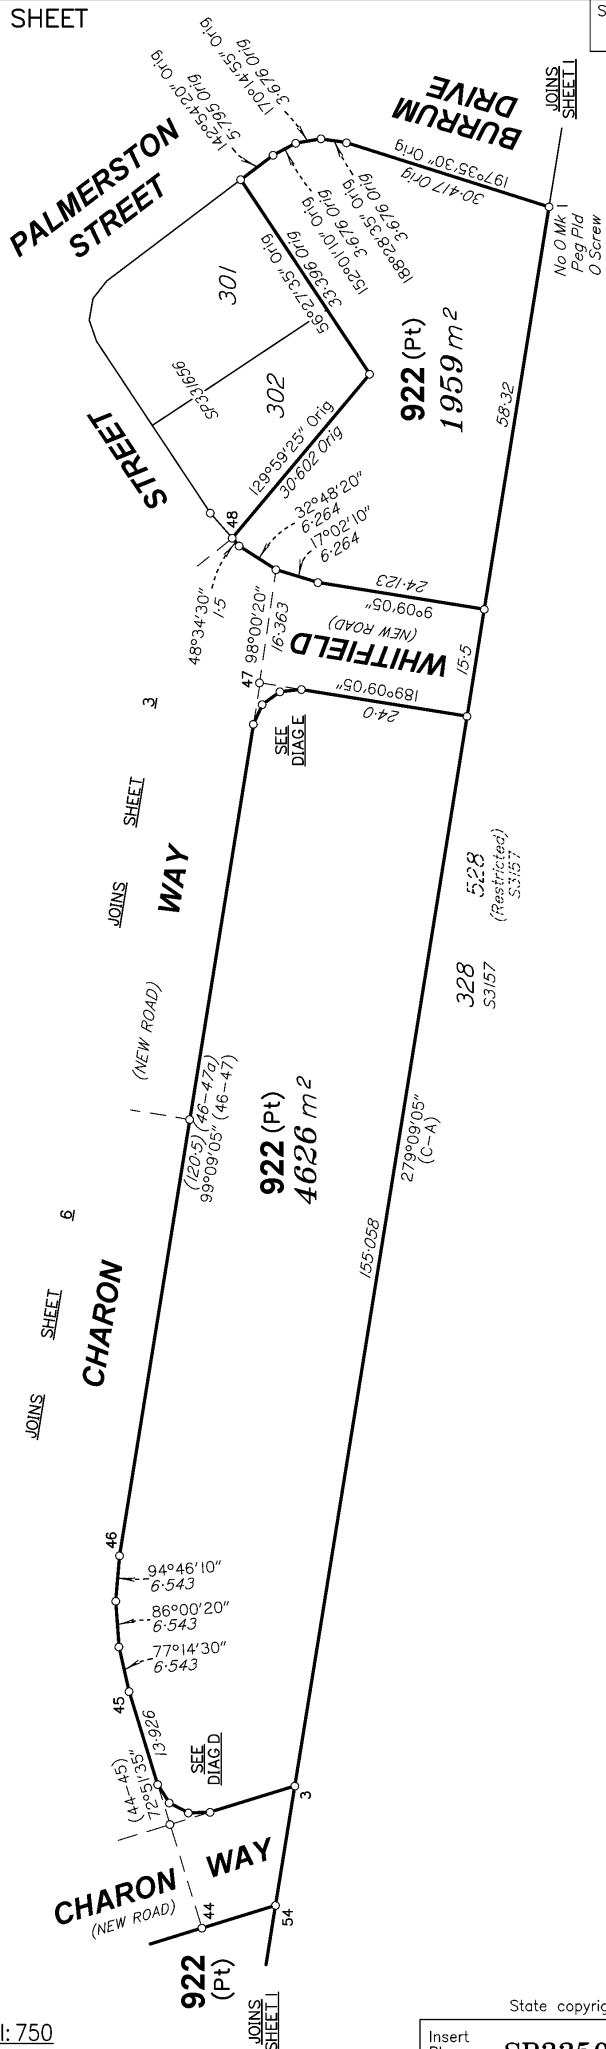 SHEET
S
JOINS
SHEET 1
BURRUM
DRIVE
170°14'55" Orig
3·676 Orig
142°54'20" Orig
5·795 Orig
PALMERSTON
STREET
197°35'30" Orig
30·417 Orig
188°28'35" Orig
3·676 Orig
152°01'10" Orig
3·676 Orig
1
No O Mk
Peg Pld
O Screw
301
56°27'35" Orig
33·396 Orig
922 (Pt)
1959 m²
SP331656
302
58·32
STREET
129°59'25" Orig
30·602 Orig
48
32°48'20"
6·264
17°02'10"
6·264
48°34'30"
1·5
24·123
9°09'05"
98°00'20"
16·363
(NEW ROAD)
WHITFIELD
15·5
47
189°09'05"
24·0
3
SEE
DIAG E
SHEET
JOINS
WAY
528
(Restricted)
S3157
328
S3157
(NEW ROAD)
(120·5) (46-47a)
99°09'05" (46-47)
922 (Pt)
4626 m²
279°09'05"
(C-A)
6
155·058
SHEET
CHARON
JOINS
46
94°46'10"
6·543
86°00'20"
6·543
77°14'30"
6·543
45
13·926
SEE
DIAG D
(44-45)
72°51'35"
3
CHARON WAY
(NEW ROAD)
44
54
922
(Pt)
JOINS
SHEET 1
State copyrig
1:750
Insert